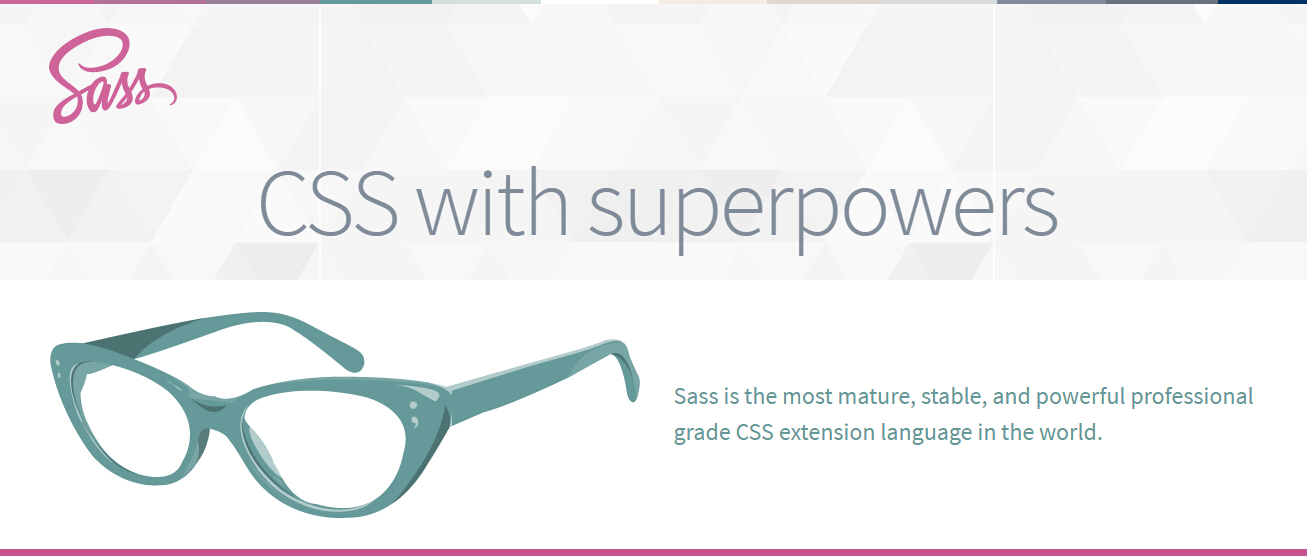 Sass
CSS with superpowers
Sass is the most mature, stable, and powerful professional
grade CSS extension language in the world.